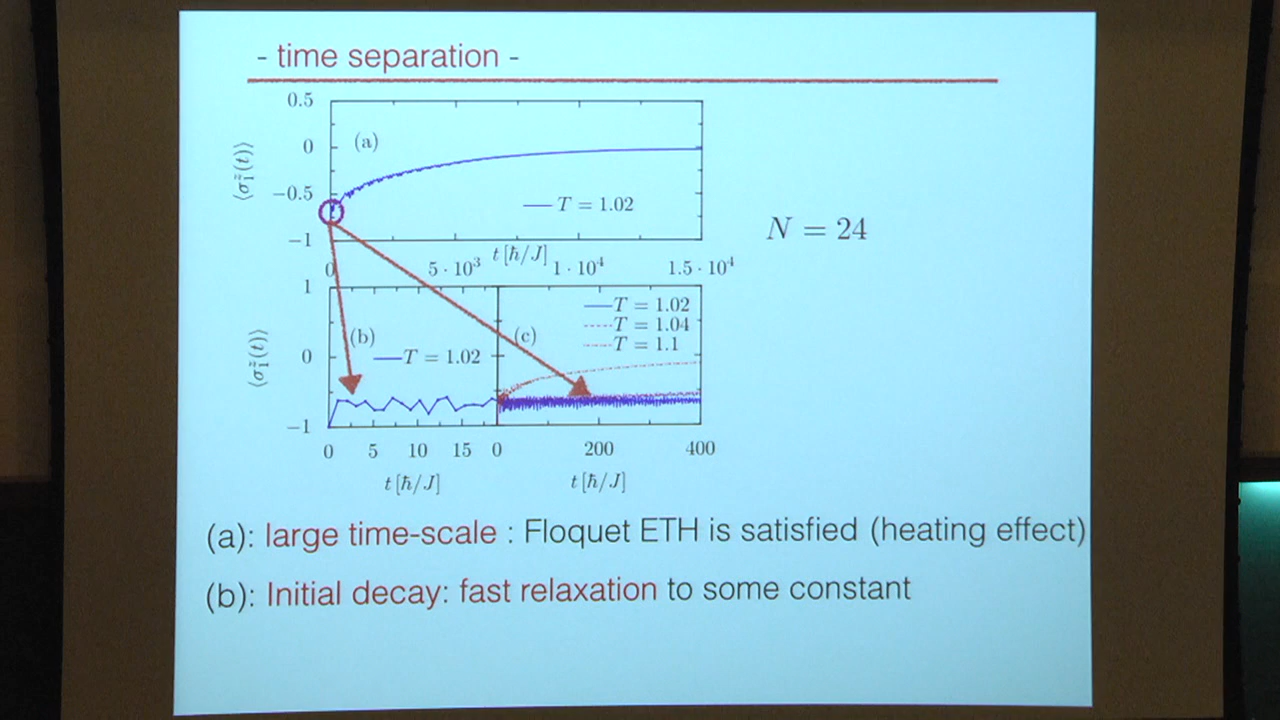 - time separation -
0.5
0
−0.5
−1
⟨σ₁ᶻ̃(t)⟩
(a)
T = 1.02
N = 24
0
5 · 10³
t [ħ/J]
1 · 10⁴
1.5 · 10⁴
1
0
−1
⟨σ₁ᶻ̃(t)⟩
(b)
T = 1.02
(c)
T = 1.02
T = 1.04
T = 1.1
0 5 10 15 0 200 400
t [ħ/J] t [ħ/J]
(a): large time-scale : Floquet ETH is satisfied (heating effect)
(b): Initial decay: fast relaxation to some constant